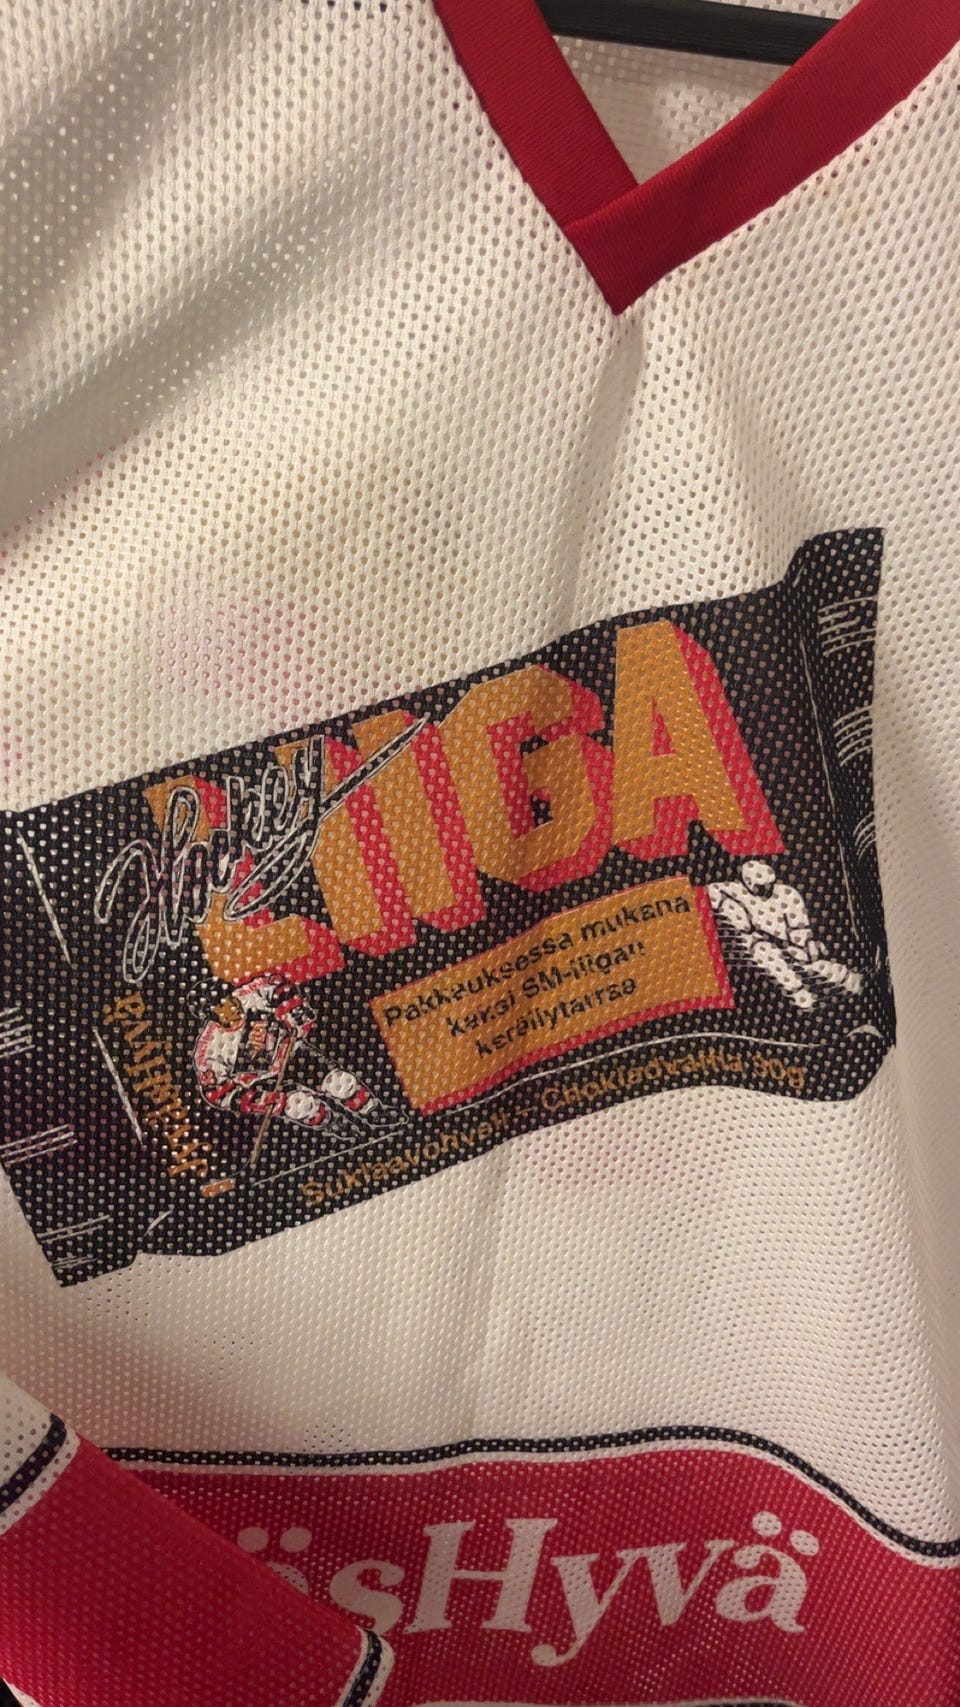 Hockey
LIIGA
Pakkauksessa mukana
kaksi SM-liigan
keräilytarraa
Suklaavohveli – Chokladvåffla 30g
sHyvä